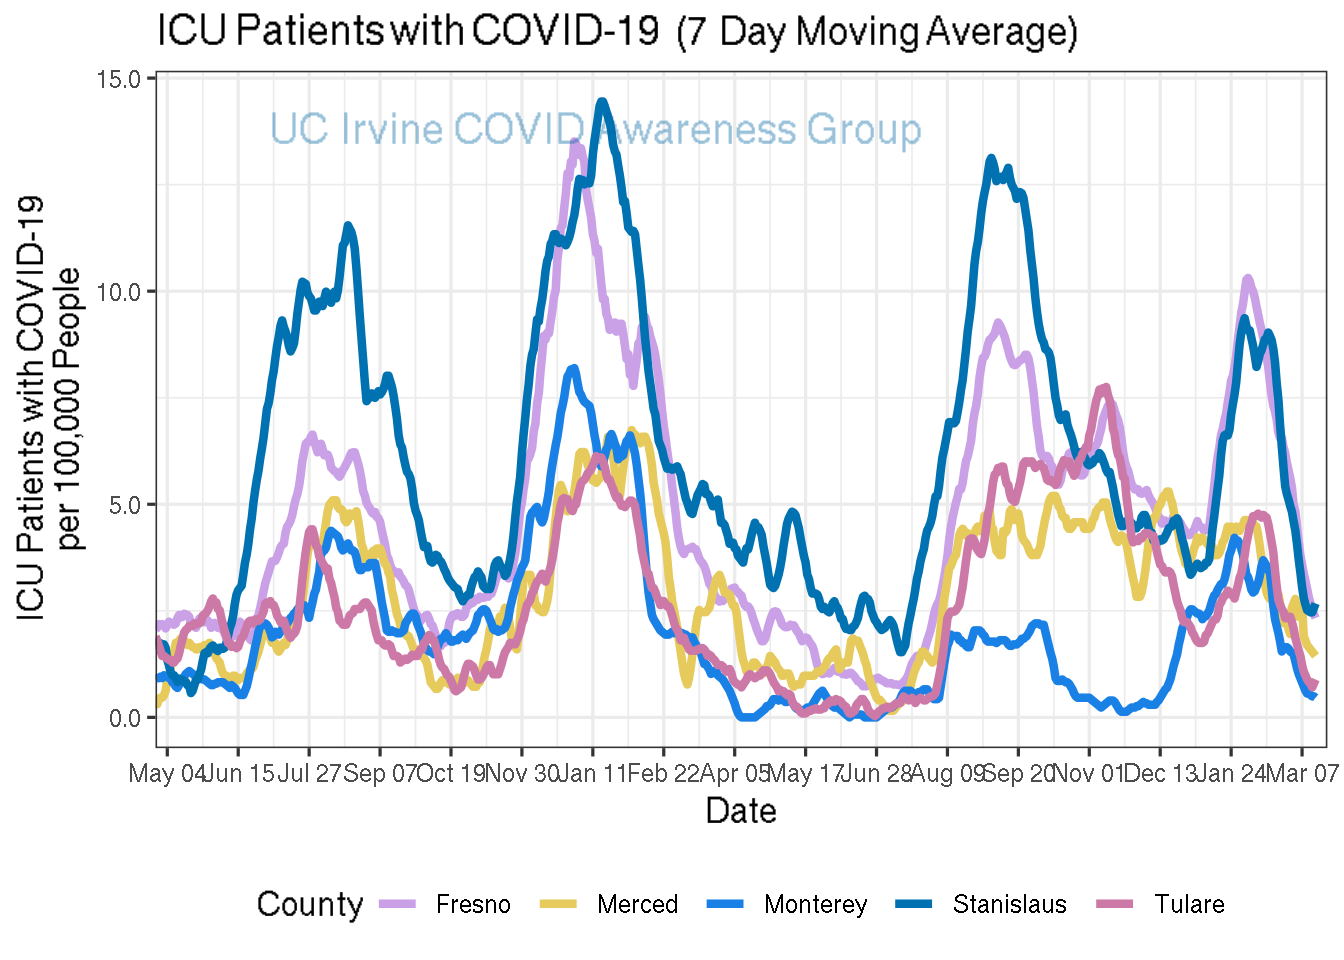 ICU Patients with COVID-19 (7 Day Moving Average)
UC Irvine COVID Awareness Group
ICU Patients with COVID-19
per 100,000 People
15.0
10.0
5.0
0.0
May 04 Jun 15 Jul 27 Sep 07 Oct 19 Nov 30 Jan 11 Feb 22 Apr 05 May 17 Jun 28 Aug 09 Sep 20 Nov 01 Dec 13 Jan 24 Mar 07
Date
County Fresno Merced Monterey Stanislaus Tulare